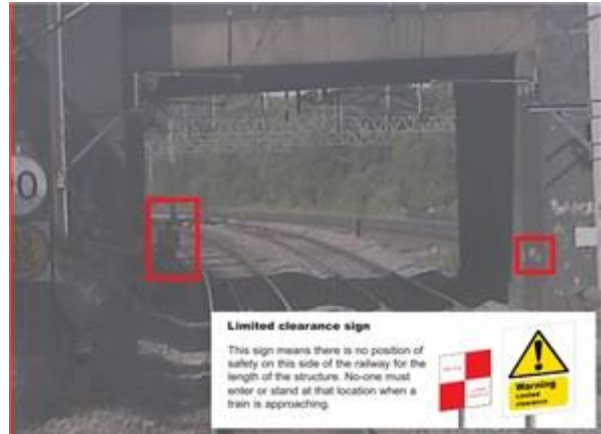 0
Limited clearance sign
This sign means there is no position of
safety on this side of the railway for the
length of the structure. No-one must
enter or stand at that location when a
train is approaching.
Warning
Limited
clearance